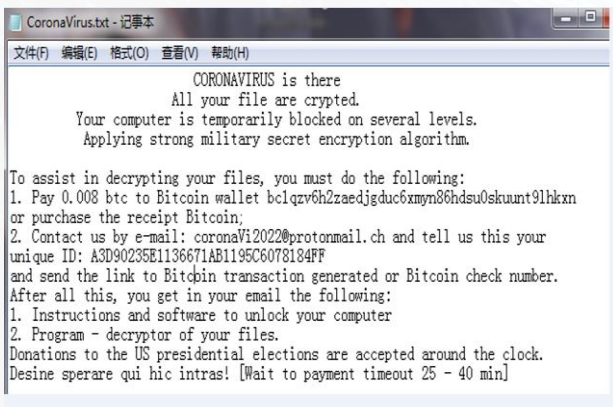 CoronaVirus.txt - 记事本
文件(F) 编辑(E) 格式(O) 查看(V) 帮助(H)
CORONAVIRUS is there
All your file are crypted.
Your computer is temporarily blocked on several levels.
Applying strong military secret encryption algorithm.
To assist in decrypting your files, you must do the following:
1. Pay 0.008 btc to Bitcoin wallet bc1qzv6h2zaedjgduc6xmyn86hdsu0skuunt9lhkxn
or purchase the receipt Bitcoin;
2. Contact us by e-mail: coronaVi2022@protonmail.ch and tell us this your
unique ID: A3D90235E1136671AB1195C6078184FF
and send the link to Bitcoin transaction generated or Bitcoin check number.
After all this, you get in your email the following:
1. Instructions and software to unlock your computer
2. Program - decryptor of your files.
Donations to the US presidential elections are accepted around the clock.
Desine sperare qui hic intras! [Wait to payment timeout 25 - 40 min]